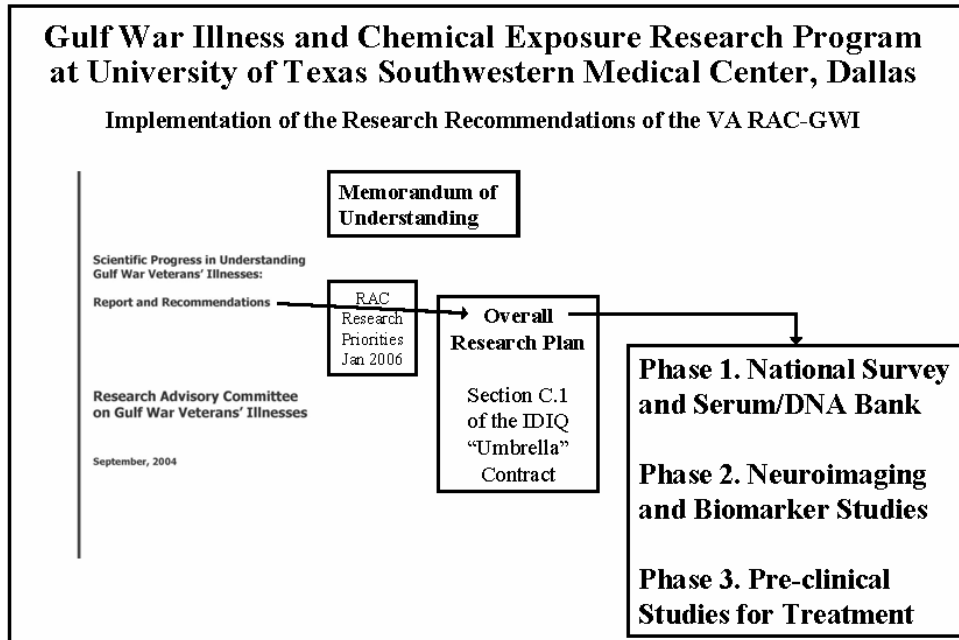 Gulf War Illness and Chemical Exposure Research Program
at University of Texas Southwestern Medical Center, Dallas
Implementation of the Research Recommendations of the VA RAC-GWI
Memorandum of
Understanding
Scientific Progress in Understanding
Gulf War Veterans' Illnesses:
Report and Recommendations
Research Advisory Committee
on Gulf War Veterans' Illnesses
September, 2004
RAC
Research
Priorities
Jan 2006
Overall
Research Plan
Section C.1
of the IDIQ
“Umbrella”
Contract
Phase 1. National Survey
and Serum/DNA Bank
Phase 2. Neuroimaging
and Biomarker Studies
Phase 3. Pre-clinical
Studies for Treatment